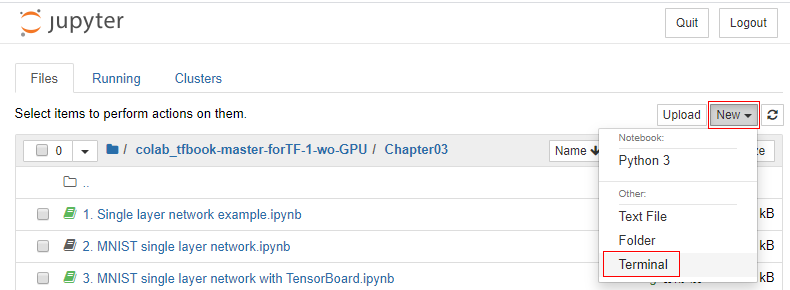 jupyter
Quit
Logout
Files
Running
Clusters
Select items to perform actions on them.
Upload
New
0
/ colab_tfbook-master-forTF-1-wo-GPU / Chapter03
Name
Notebook:
Python 3
Other:
Text File
Folder
Terminal
..
1. Single layer network example.ipynb
kB
2. MNIST single layer network.ipynb
kB
3. MNIST single layer network with TensorBoard.ipynb
kB